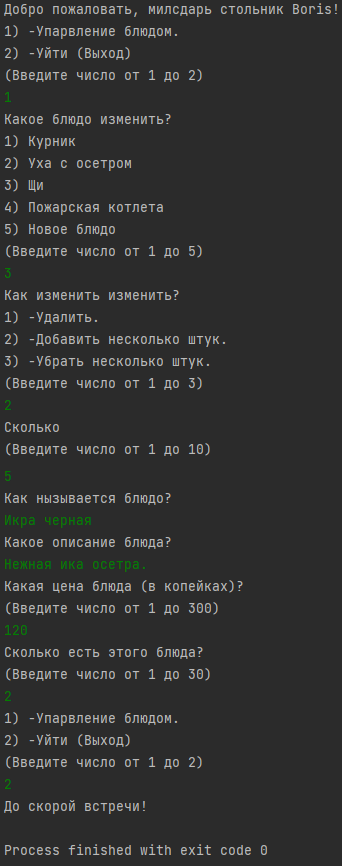 Добро пожаловать, милсдарь стольник Boris!
1) -Упарвление блюдом.
2) -Уйти (Выход)
(Введите число от 1 до 2)
1
Какое блюдо изменить?
1) Курник
2) Уха с осетром
3) Щи
4) Пожарская котлета
5) Новое блюдо
(Введите число от 1 до 5)
3
Как изменить изменить?
1) -Удалить.
2) -Добавить несколько штук.
3) -Убрать несколько штук.
(Введите число от 1 до 3)
2
Сколько
(Введите число от 1 до 10)
5
Как нызывается блюдо?
Икра черная
Какое описание блюда?
Нежная ика осетра.
Какая цена блюда (в копейках)?
(Введите число от 1 до 300)
120
Сколько есть этого блюда?
(Введите число от 1 до 30)
2
1) -Упарвление блюдом.
2) -Уйти (Выход)
(Введите число от 1 до 2)
2
До скорой встречи!
Process finished with exit code 0